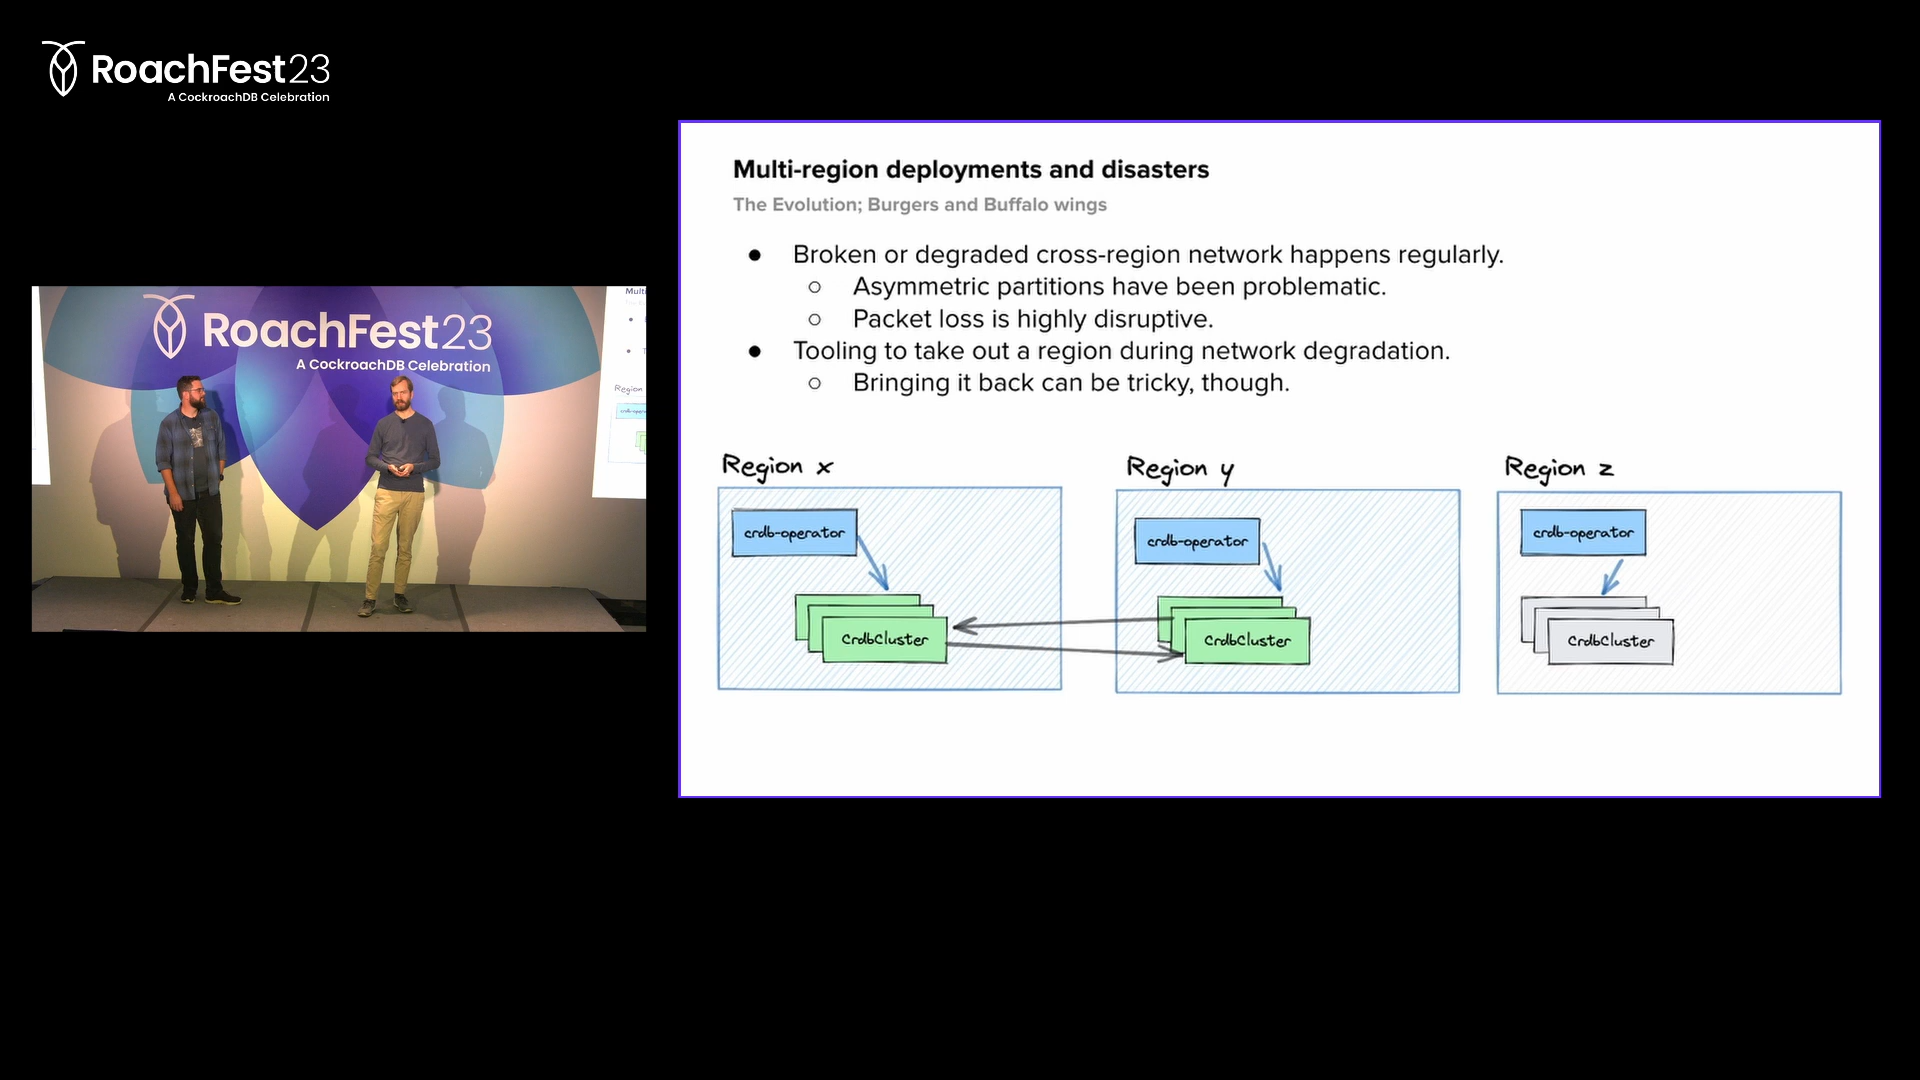 RoachFest23
A CockroachDB Celebration
RoachFest23
A CockroachDB Celebration
Region
Multi-region deployments and disasters
The Evolution; Burgers and Buffalo wings
● Broken or degraded cross-region network happens regularly.
○ Asymmetric partitions have been problematic.
○ Packet loss is highly disruptive.
● Tooling to take out a region during network degradation.
○ Bringing it back can be tricky, though.
Region x
crdb-operator
CrdbCluster
Region y
crdb-operator
CrdbCluster
Region z
crdb-operator
CrdbCluster